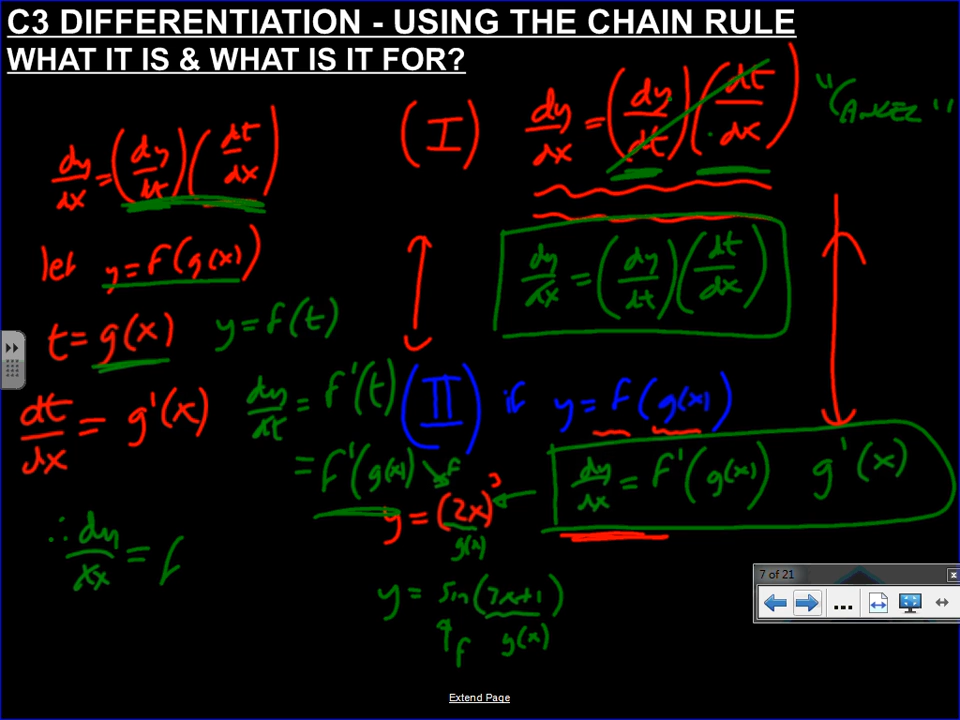 C3 DIFFERENTIATION - USING THE CHAIN RULE
WHAT IT IS & WHAT IS IT FOR?
dy/dx = (dy/dt)(dt/dx)
let y = f(g(x))
t = g(x)
y = f(t)
dt/dx = g'(x)
dy/dt = f'(t)
= f'(g(x))
∴ dy/dx = f
(I)
dy/dx = (dy/dt)(dt/dx)
"CANCEL"
dy/dx = (dy/dt)(dt/dx)
(II) if y = f(g(x))
dy/dx = f'(g(x)) g'(x)
f
y = (2x)³
g(x)
y = sin(7x+1)
f g(x)
7 of 21
...
Extend Page